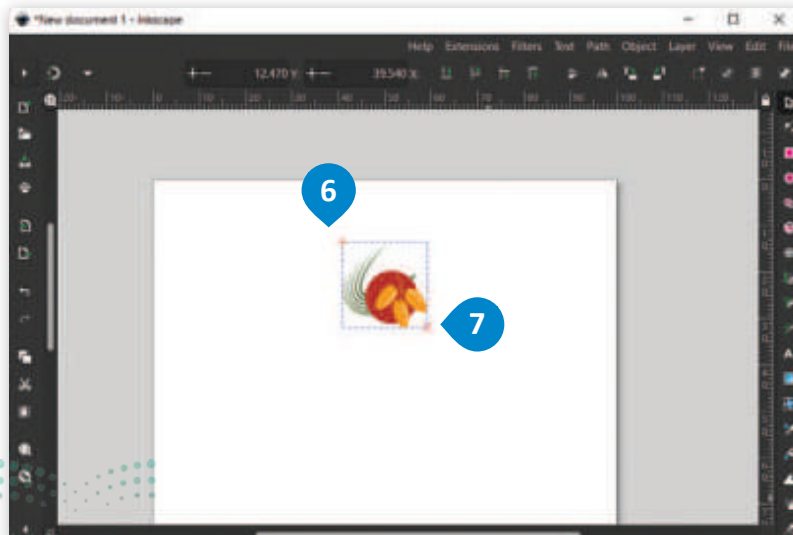 *New document 1 - Inkscape
Help Extensions Filters Text Path Object Layer View Edit File
12.470 Y: 39.540 X:
6
7